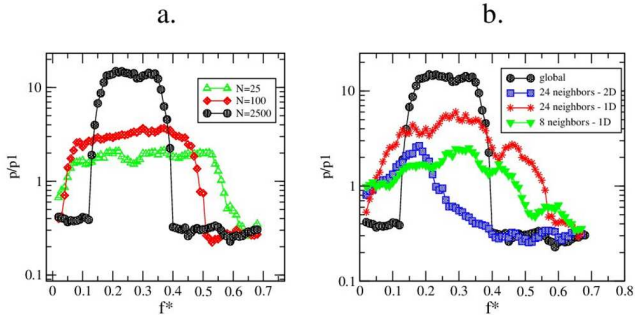 a.
b.
10
1
0.1
p/p1
0 0.1 0.2 0.3 0.4 0.5 0.6 0.7
f*
N=25
N=100
N=2500
10
1
0.1
p/p1
0 0.1 0.2 0.3 0.4 0.5 0.6 0.7
f*
global
24 neighbors - 2D
24 neighbors - 1D
8 neighbors - 1D